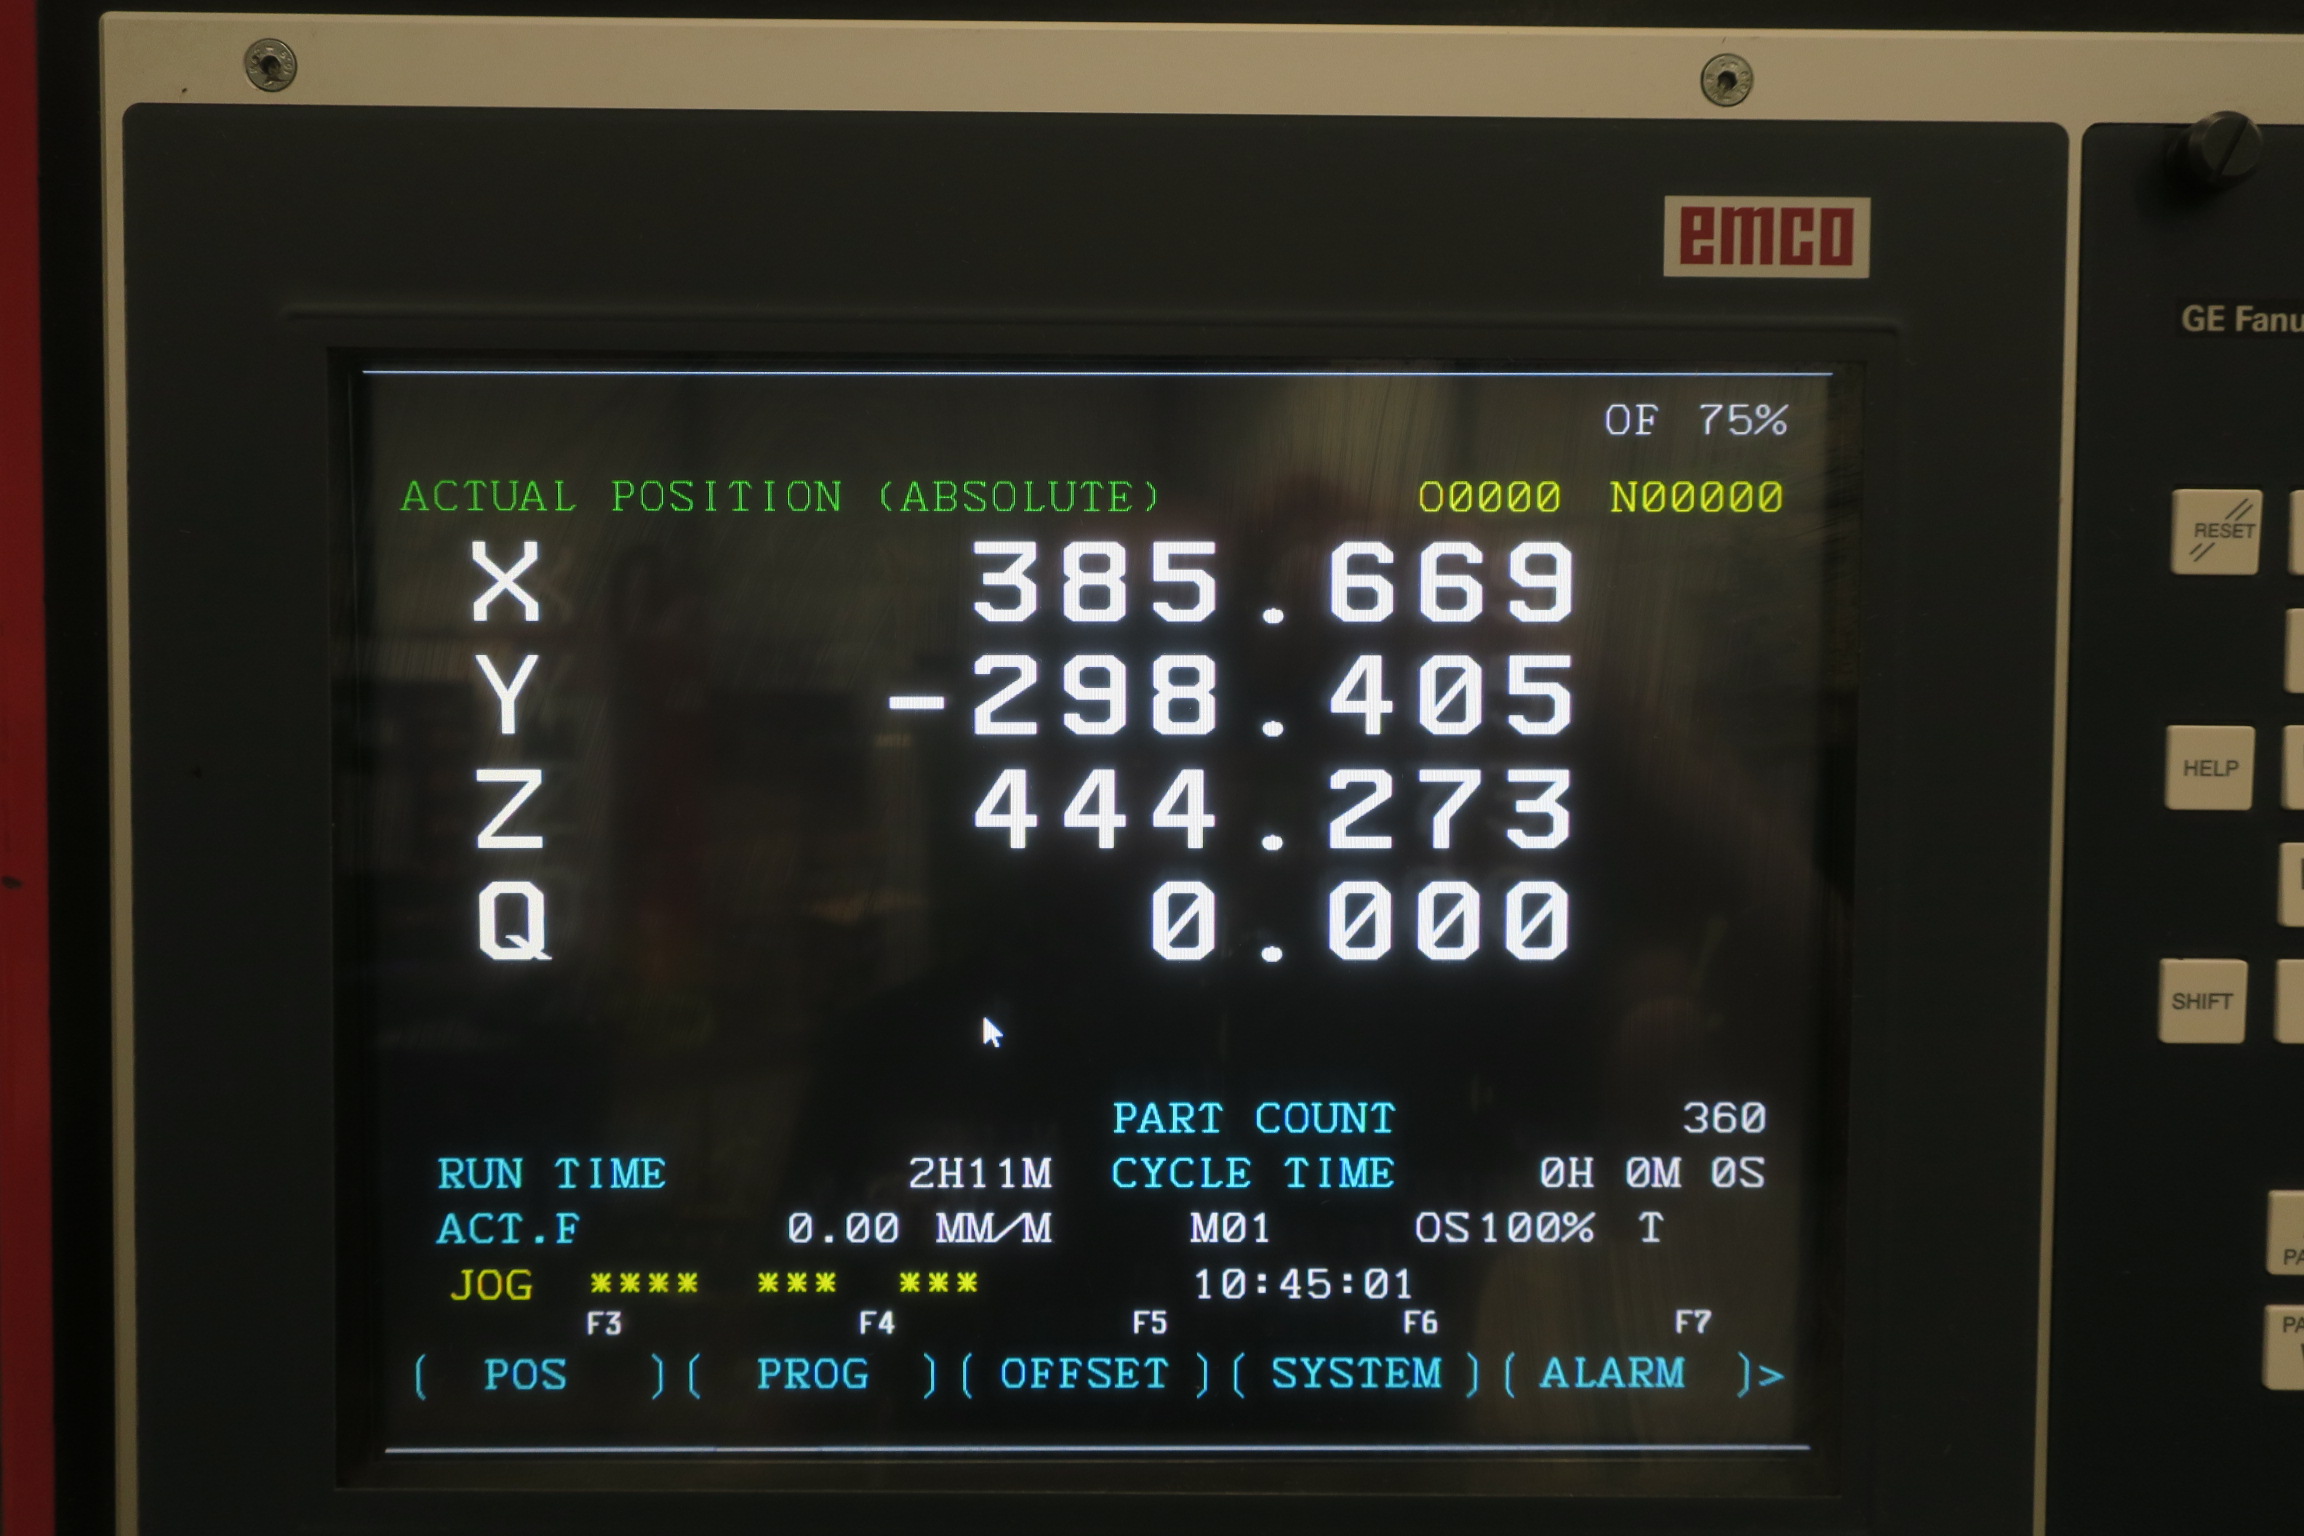 emco
GE Fanu
OF 75%
ACTUAL POSITION (ABSOLUTE) O0000 N00000
X 385.669
Y -298.405
Z 444.273
Q 0.000
PART COUNT 360
RUN TIME 2H11M CYCLE TIME 0H 0M 0S
ACT.F 0.00 MM/M M01 OS100% T
JOG **** *** *** 10:45:01
F3 F4 F5 F6 F7
( POS )( PROG )( OFFSET )( SYSTEM )( ALARM )>
RESET
HELP
SHIFT
PA
PA